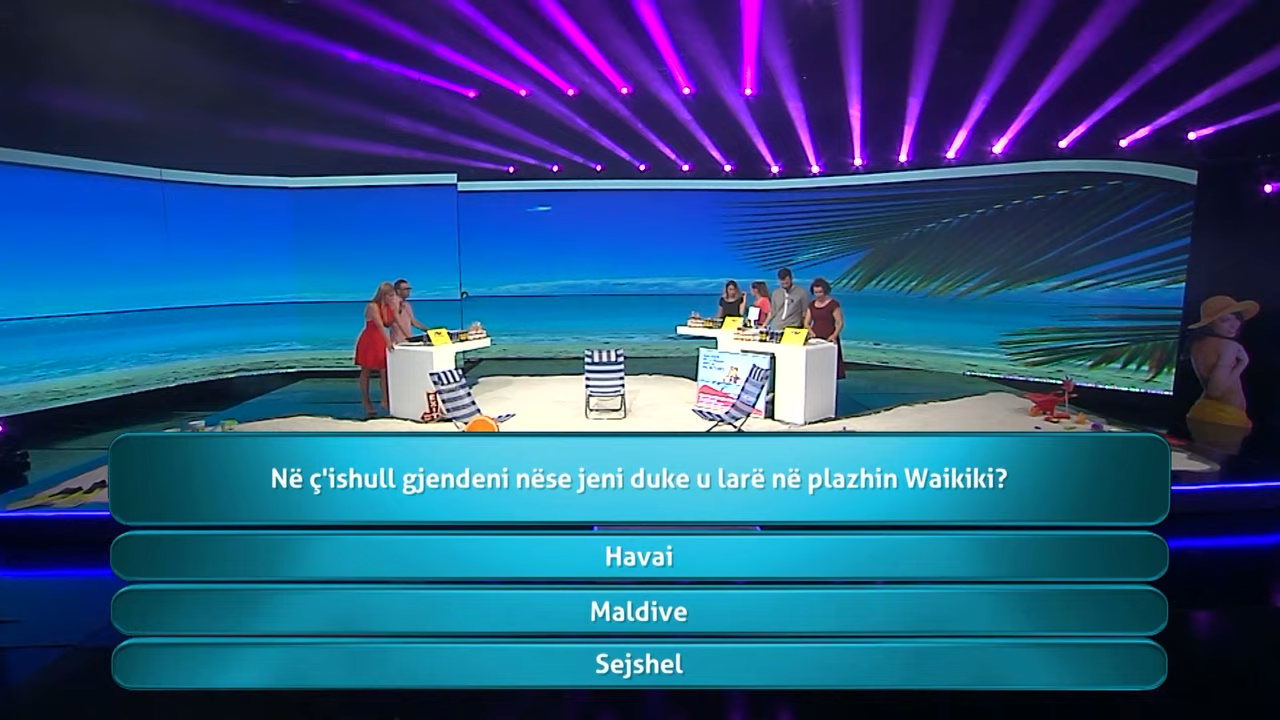 Në ç'ishull gjendeni nëse jeni duke u larë në plazhin Waikiki?
Havai
Maldive
Sejshel